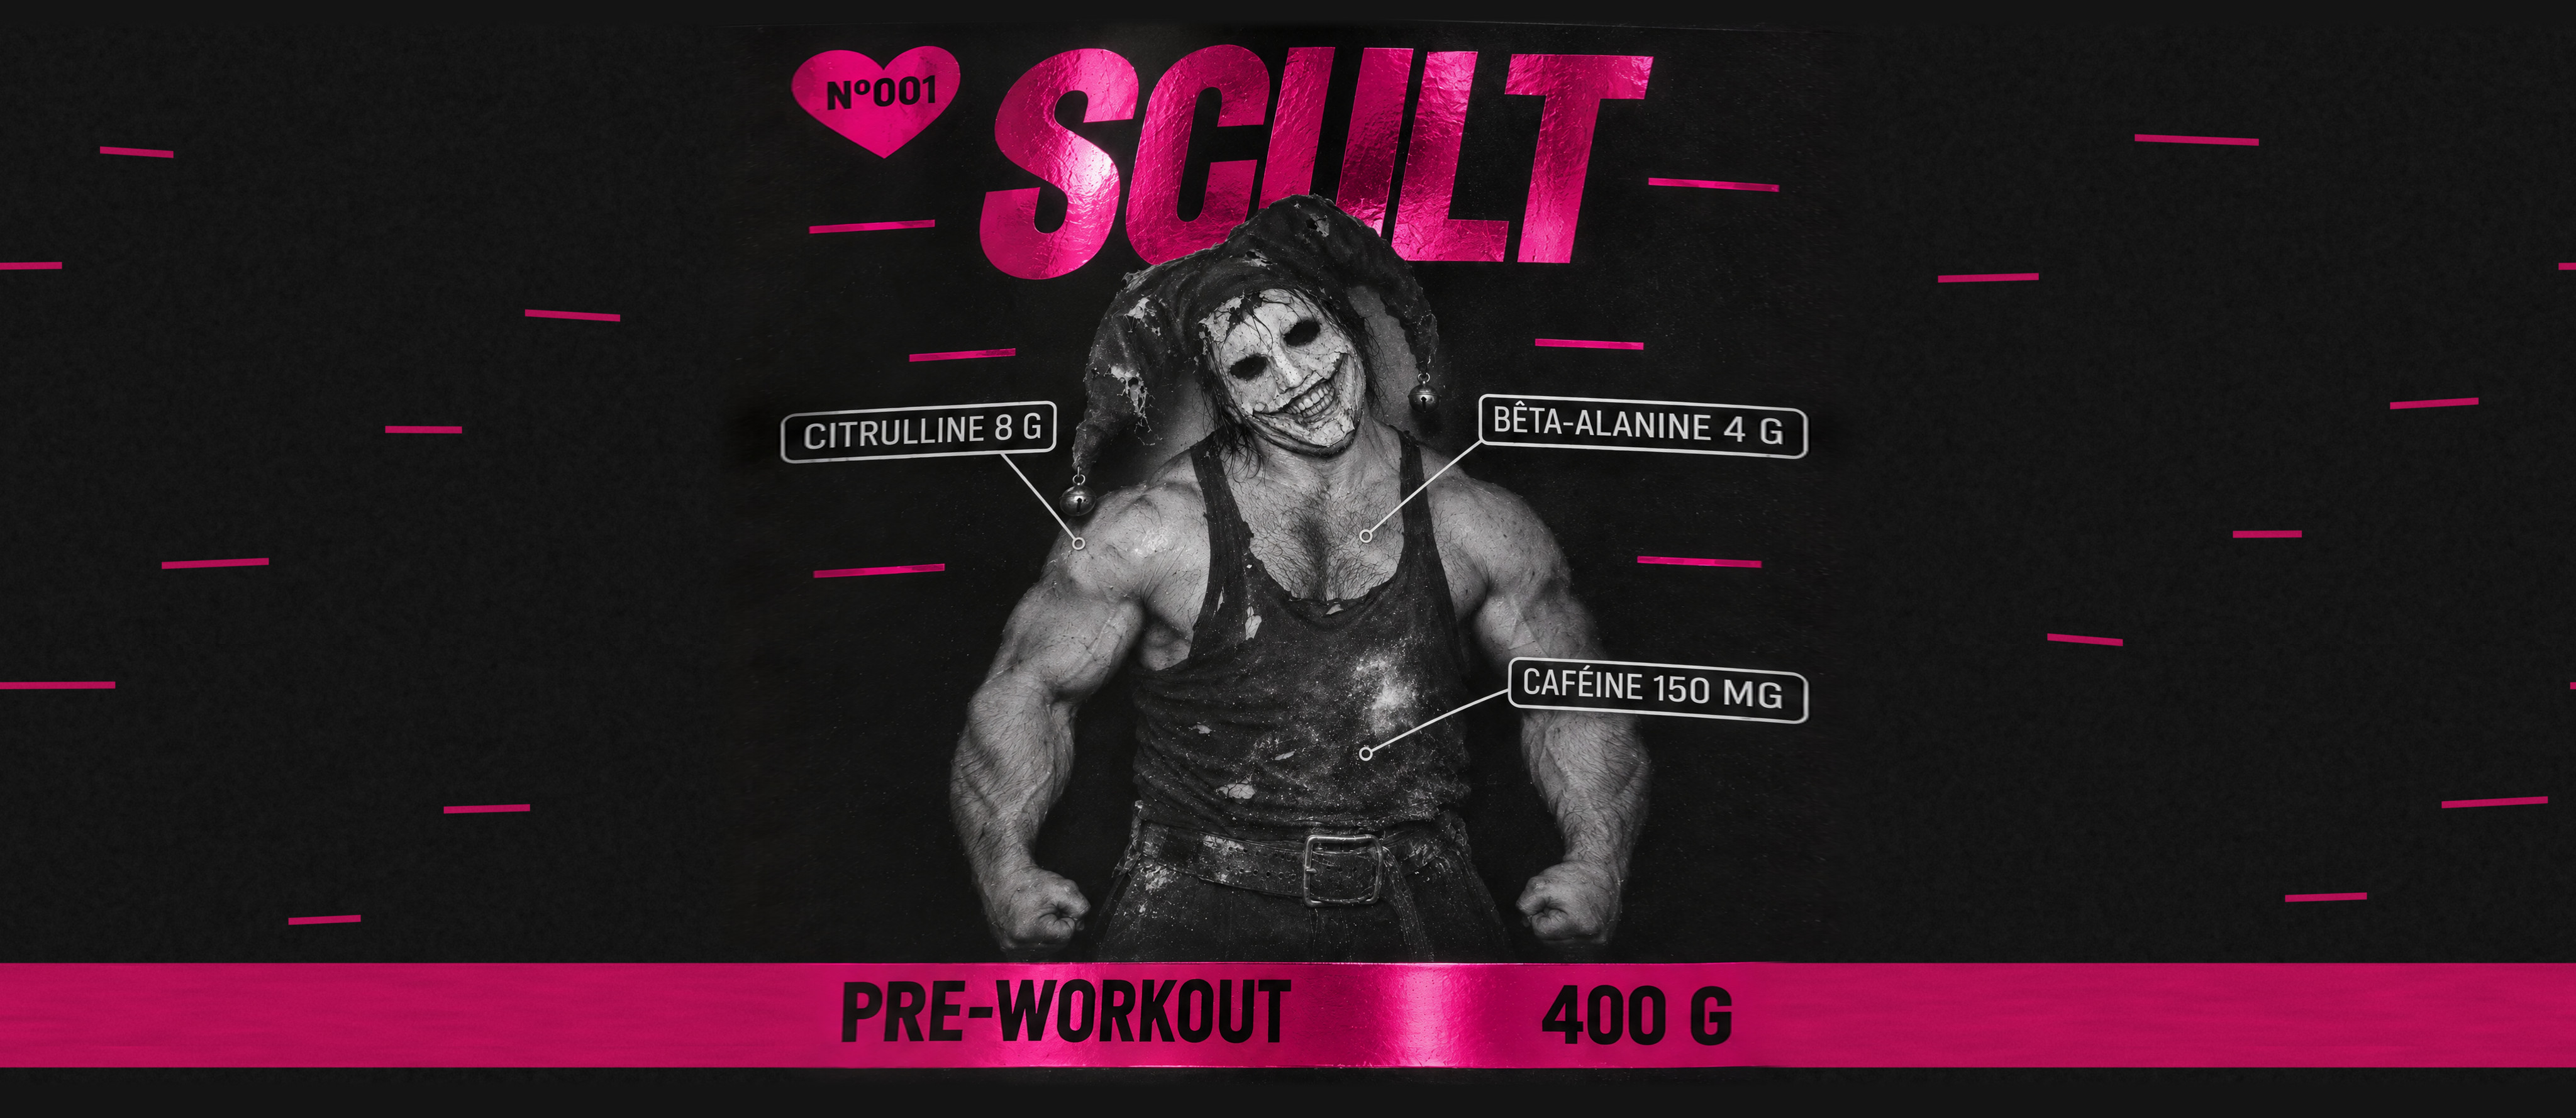 Nº001
SCULT
CITRULLINE 8 G
BÊTA-ALANINE 4 G
CAFÉINE 150 MG
PRE-WORKOUT 400 G